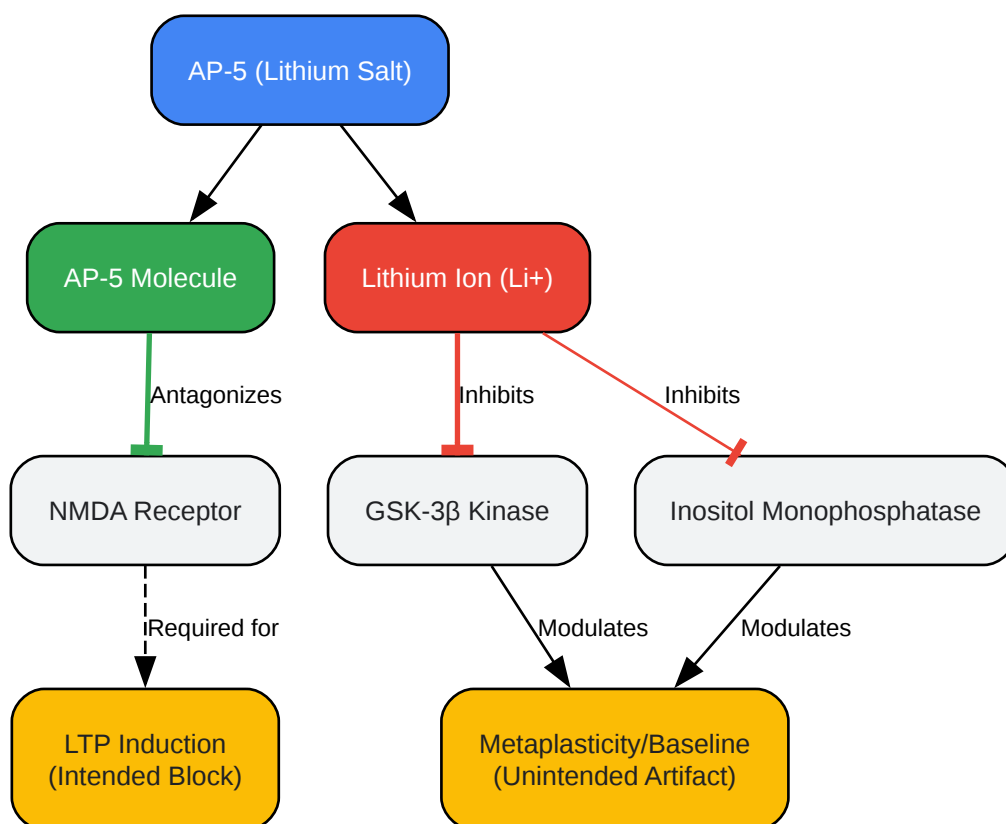 AP-5 (Lithium Salt)
AP-5 Molecule
Lithium Ion (Li+)
Antagonizes
Inhibits
Inhibits
NMDA Receptor
GSK-3β Kinase
Inositol Monophosphatase
Required for
Modulates
Modulates
LTP Induction
(Intended Block)
Metaplasticity/Baseline
(Unintended Artifact)